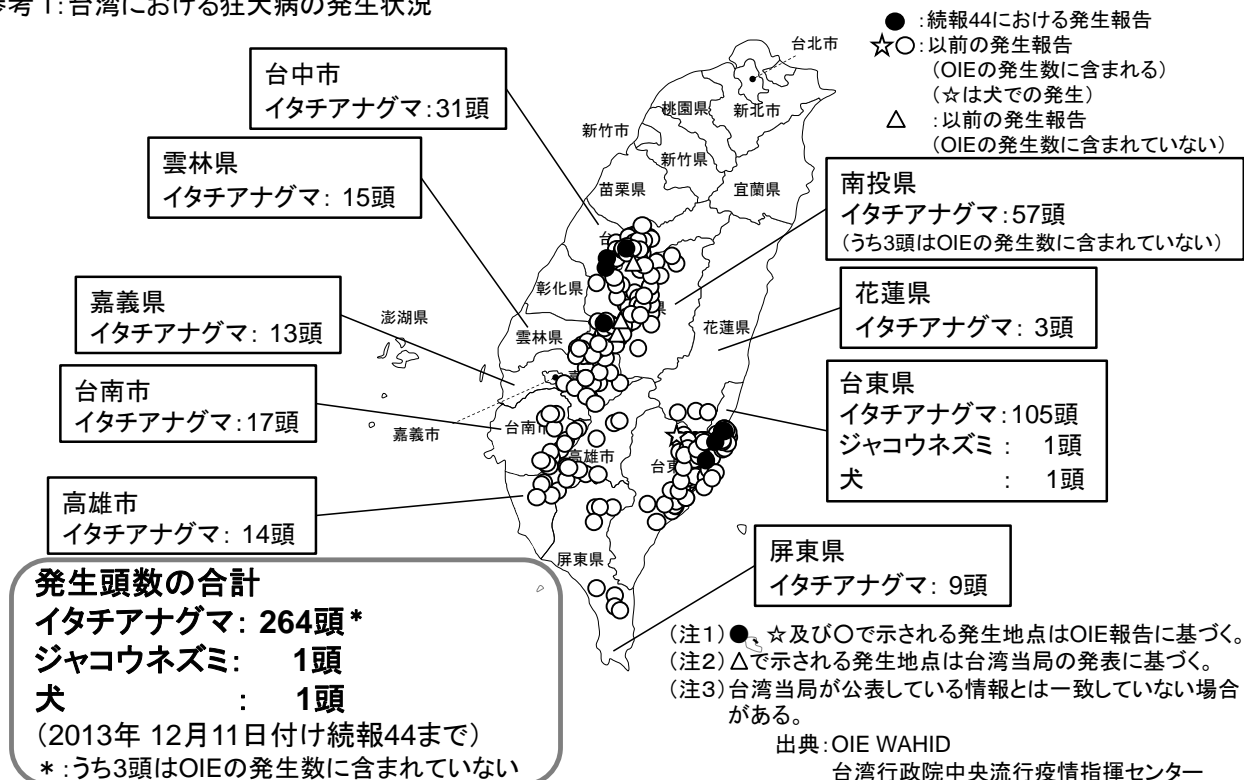 参考1:台湾における狂犬病の発生状況
●:続報44における発生報告
☆○:以前の発生報告
(OIEの発生数に含まれる)
(☆は犬での発生)
△:以前の発生報告
(OIEの発生数に含まれていない)
台中市
イタチアナグマ:31頭
雲林県
イタチアナグマ: 15頭
嘉義県
イタチアナグマ: 13頭
台南市
イタチアナグマ:17頭
高雄市
イタチアナグマ: 14頭
南投県
イタチアナグマ:57頭
(うち3頭はOIEの発生数に含まれていない)
花蓮県
イタチアナグマ: 3頭
台東県
イタチアナグマ:105頭
ジャコウネズミ: 1頭
犬 : 1頭
屏東県
イタチアナグマ: 9頭
台北市
桃園県
新北市
新竹市
新竹県
苗栗県
宜蘭県
台
彰化県
澎湖県
雲林県
花蓮県
嘉義市
台南市
高雄市
台東
屏東県
発生頭数の合計
イタチアナグマ: 264頭*
ジャコウネズミ: 1頭
犬 : 1頭
(2013年 12月11日付け続報44まで)
*:うち3頭はOIEの発生数に含まれていない
(注1)●、☆及び○で示される発生地点はOIE報告に基づく。
(注2)△で示される発生地点は台湾当局の発表に基づく。
(注3)台湾当局が公表している情報とは一致していない場合
がある。
出典:OIE WAHID
台湾行政院中央流行疫情指揮センター